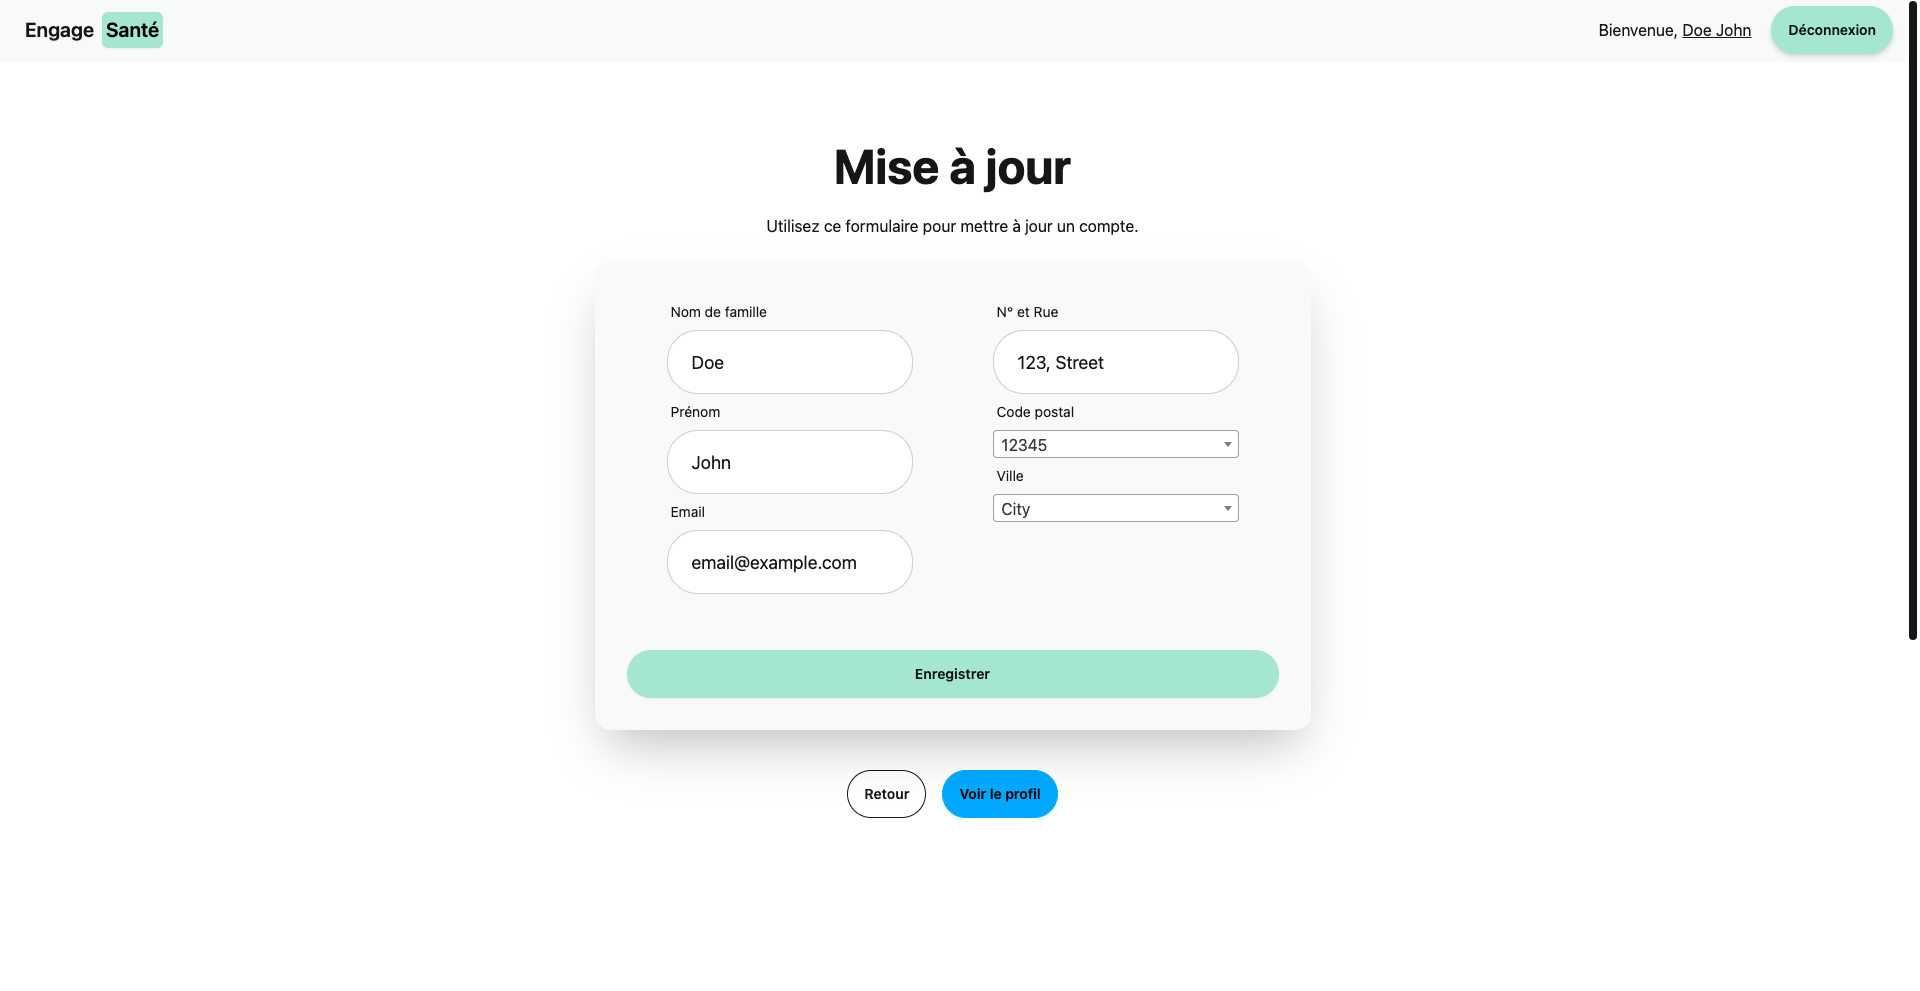 Engage Santé
Bienvenue, Doe John
Déconnexion
Mise à jour
Utilisez ce formulaire pour mettre à jour un compte.
Nom de famille
Doe
Prénom
John
Email
email@example.com
N° et Rue
123, Street
Code postal
12345
Ville
City
Enregistrer
Retour
Voir le profil